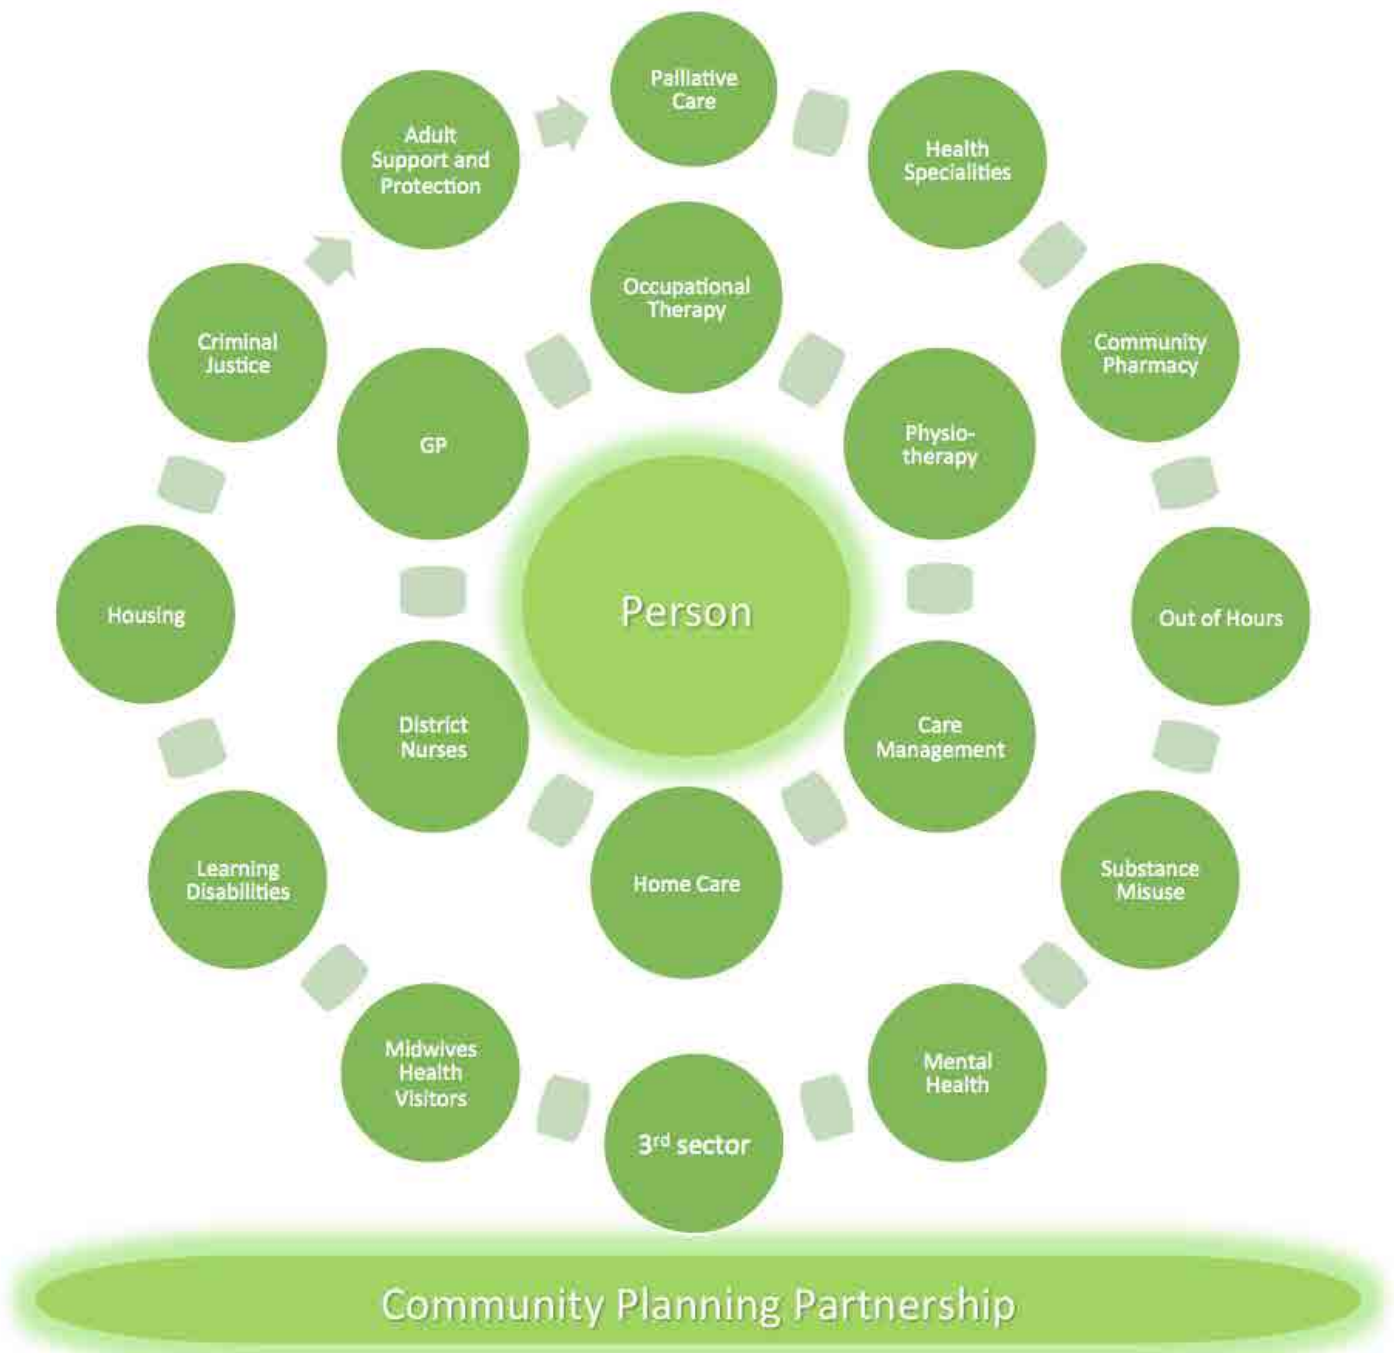 Palliative
Care
Adult
Support and
Protection
Health
Specialities
Occupational
Therapy
Criminal
Justice
Community
Pharmacy
GP
Physio-
therapy
Person
Housing
Out of Hours
District
Nurses
Care
Management
Learning
Disabilities
Home Care
Substance
Misuse
Midwives
Health
Visitors
Mental
Health
3rd sector
Community Planning Partnership